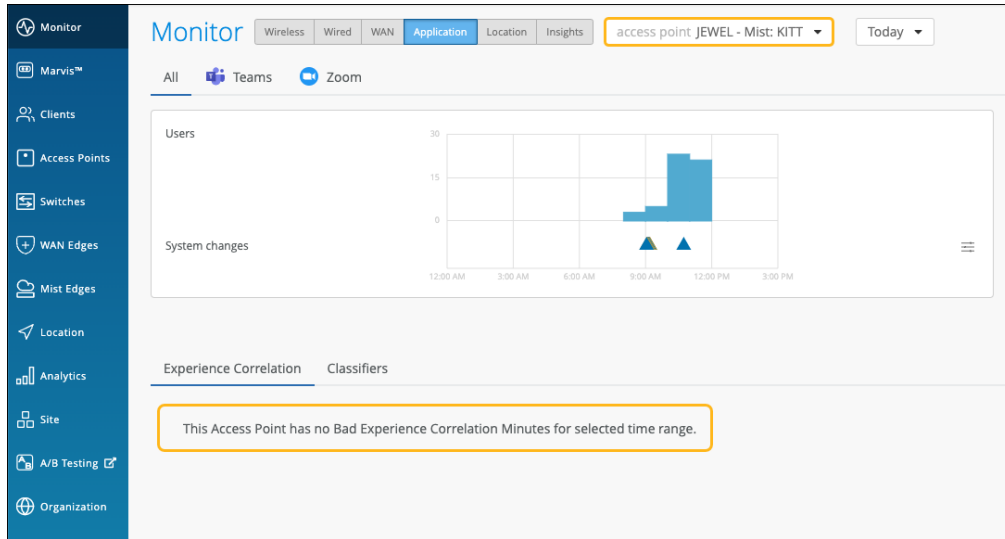 Monitor
Marvis™
Clients
Access Points
Switches
WAN Edges
Mist Edges
Location
Analytics
Site
A/B Testing
Organization
Monitor
Wireless Wired WAN Application Location Insights
access point JEWEL - Mist: KITT
Today
All Teams Zoom
Users
30
15
0
System changes
12:00 AM 3:00 AM 6:00 AM 9:00 AM 12:00 PM 3:00 PM
Experience Correlation Classifiers
This Access Point has no Bad Experience Correlation Minutes for selected time range.